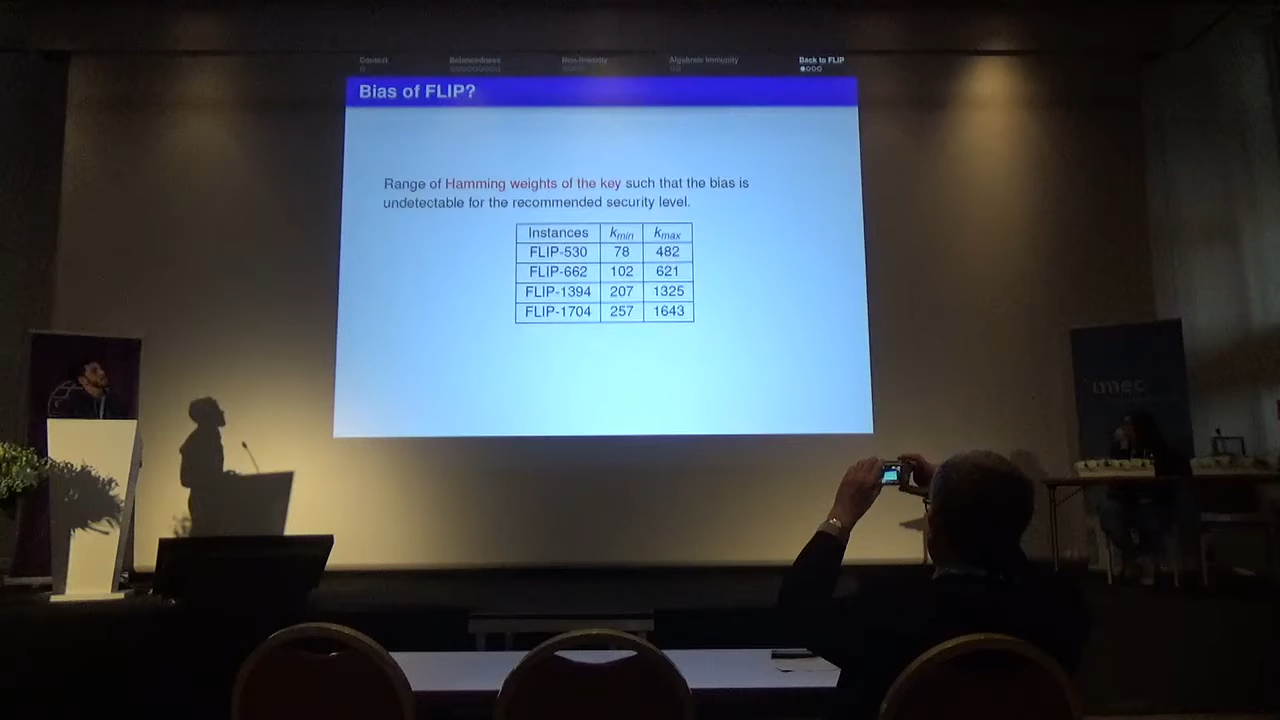 Context Balancedness Non-linearity Algebraic Immunity Back to FLIP
Bias of FLIP?
Range of Hamming weights of the key such that the bias is
undetectable for the recommended security level.
Instances kmin kmax
FLIP-530 78 482
FLIP-662 102 621
FLIP-1394 207 1325
FLIP-1704 257 1643
imec